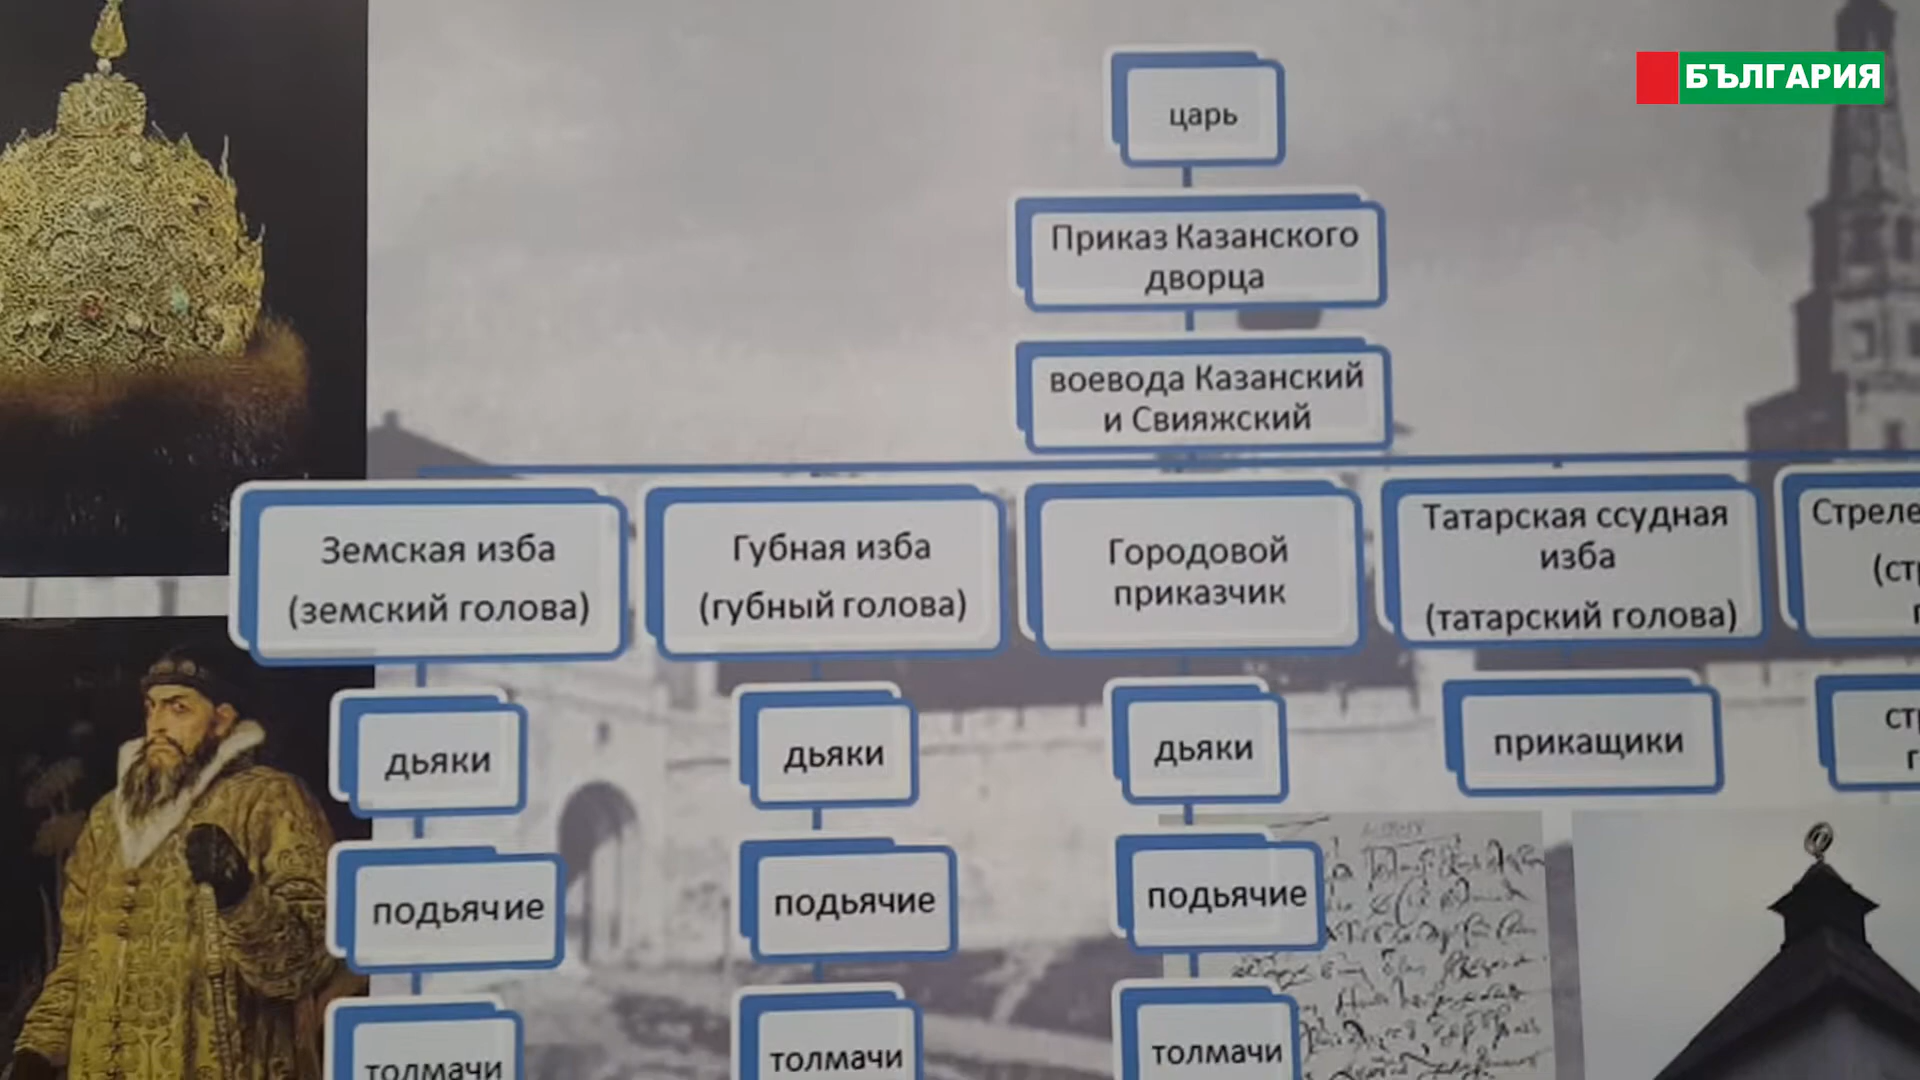 БЪЛГАРИЯ
царь
Приказ Казанского
дворца
воевода Казанский
и Свияжский
Земская изба
(земский голова)
Губная изба
(губный голова)
Городовой
приказчик
Татарская ссудная
изба
(татарский голова)
дьяки
дьяки
дьяки
прикащики
подьячие
подьячие
подьячие
толмачи
толмачи
толмачи